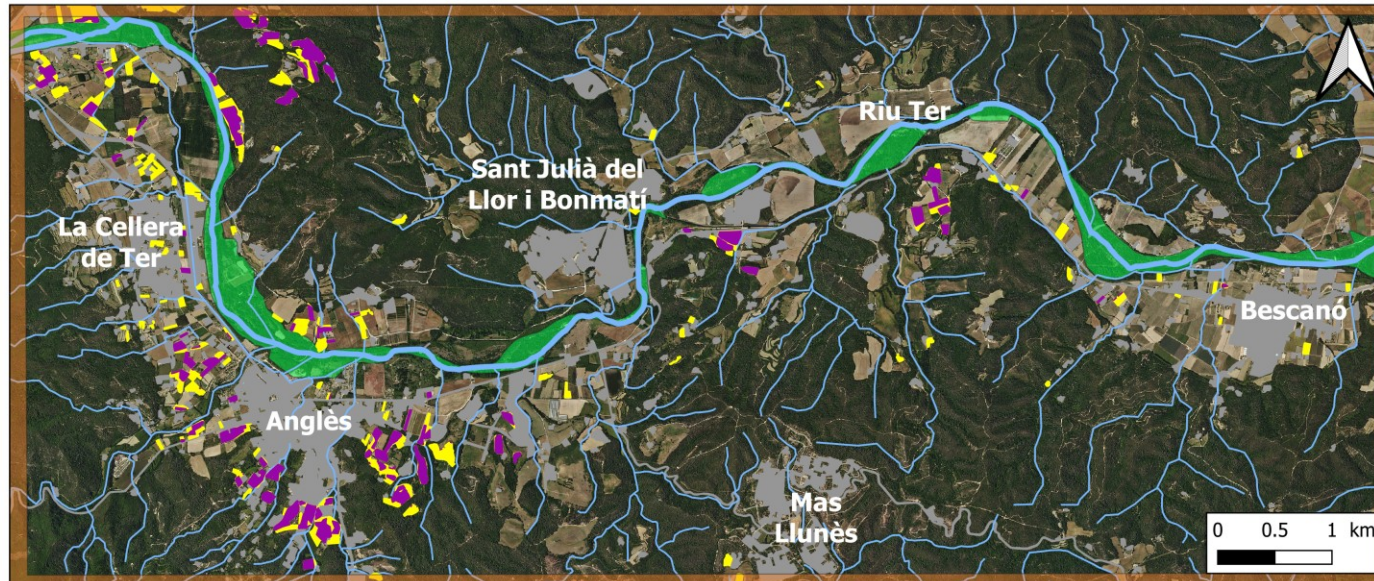 Riu Ter
Sant Julià del
Llor i Bonmatí
La Cellera
de Ter
Bescanó
Anglès
Mas
Llunès
0 0.5 1 km